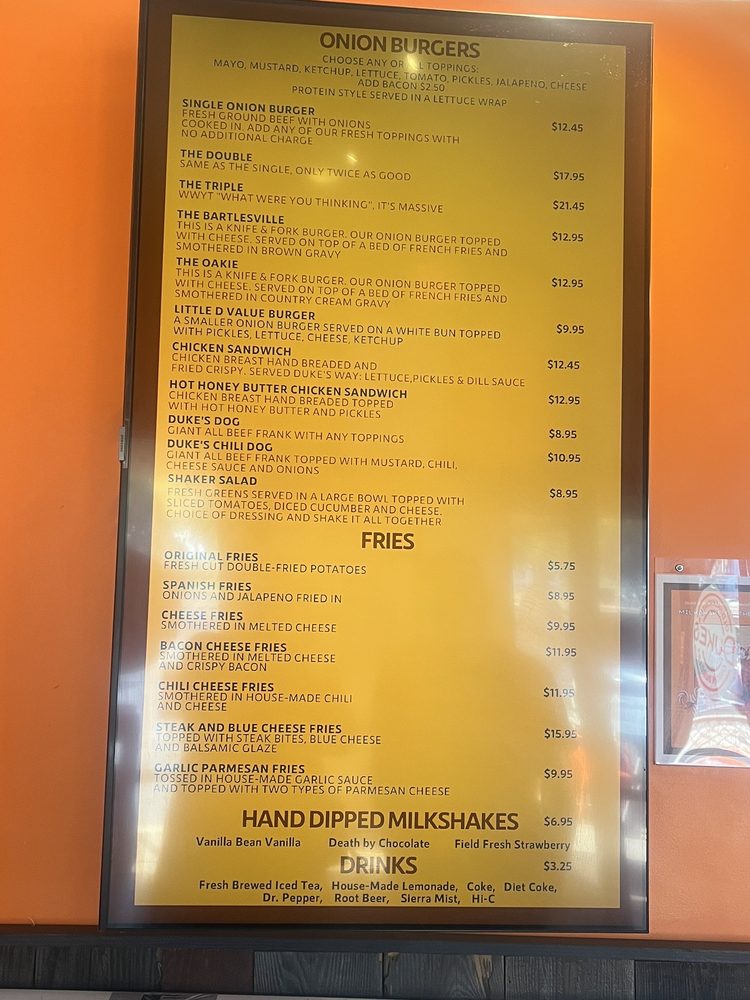 ONION BURGERS
CHOOSE ANY OR ALL TOPPINGS:
MAYO, MUSTARD, KETCHUP, LETTUCE, TOMATO, PICKLES, JALAPENO, CHEESE
ADD BACON $2.50
PROTEIN STYLE SERVED IN A LETTUCE WRAP
SINGLE ONION BURGER
FRESH GROUND BEEF WITH ONIONS $12.45
COOKED IN. ADD ANY OF OUR FRESH TOPPINGS WITH
NO ADDITIONAL CHARGE
THE DOUBLE
SAME AS THE SINGLE, ONLY TWICE AS GOOD $17.95
THE TRIPLE
WWYT "WHAT WERE YOU THINKING", IT'S MASSIVE $21.45
THE BARTLESVILLE
THIS IS A KNIFE & FORK BURGER. OUR ONION BURGER TOPPED $12.95
WITH CHEESE. SERVED ON TOP OF A BED OF FRENCH FRIES AND
SMOTHERED IN BROWN GRAVY
THE OAKIE
THIS IS A KNIFE & FORK BURGER. OUR ONION BURGER TOPPED $12.95
WITH CHEESE. SERVED ON TOP OF A BED OF FRENCH FRIES AND
SMOTHERED IN COUNTRY CREAM GRAVY
LITTLE D VALUE BURGER
A SMALLER ONION BURGER SERVED ON A WHITE BUN TOPPED $9.95
WITH PICKLES, LETTUCE, CHEESE, KETCHUP
CHICKEN SANDWICH
CHICKEN BREAST HAND BREADED AND $12.45
FRIED CRISPY. SERVED DUKE'S WAY: LETTUCE,PICKLES & DILL SAUCE
HOT HONEY BUTTER CHICKEN SANDWICH
CHICKEN BREAST HAND BREADED TOPPED $12.95
WITH HOT HONEY BUTTER AND PICKLES
DUKE'S DOG
GIANT ALL BEEF FRANK WITH ANY TOPPINGS $8.95
DUKE'S CHILI DOG
GIANT ALL BEEF FRANK TOPPED WITH MUSTARD, CHILI, $10.95
CHEESE SAUCE AND ONIONS
SHAKER SALAD
FRESH GREENS SERVED IN A LARGE BOWL TOPPED WITH $8.95
SLICED TOMATOES, DICED CUCUMBER AND CHEESE.
CHOICE OF DRESSING AND SHAKE IT ALL TOGETHER
FRIES
ORIGINAL FRIES
FRESH CUT DOUBLE-FRIED POTATOES $5.75
SPANISH FRIES
ONIONS AND JALAPENO FRIED IN $8.95
CHEESE FRIES
SMOTHERED IN MELTED CHEESE $9.95
BACON CHEESE FRIES
SMOTHERED IN MELTED CHEESE $11.95
AND CRISPY BACON
CHILI CHEESE FRIES
SMOTHERED IN HOUSE-MADE CHILI $11.95
AND CHEESE
STEAK AND BLUE CHEESE FRIES
TOPPED WITH STEAK BITES, BLUE CHEESE $15.95
AND BALSAMIC GLAZE
GARLIC PARMESAN FRIES
TOSSED IN HOUSE-MADE GARLIC SAUCE $9.95
AND TOPPED WITH TWO TYPES OF PARMESAN CHEESE
HAND DIPPED MILKSHAKES $6.95
Vanilla Bean Vanilla Death by Chocolate Field Fresh Strawberry
DRINKS $3.25
Fresh Brewed Iced Tea, House-Made Lemonade, Coke, Diet Coke,
Dr. Pepper, Root Beer, Sierra Mist, Hi-C